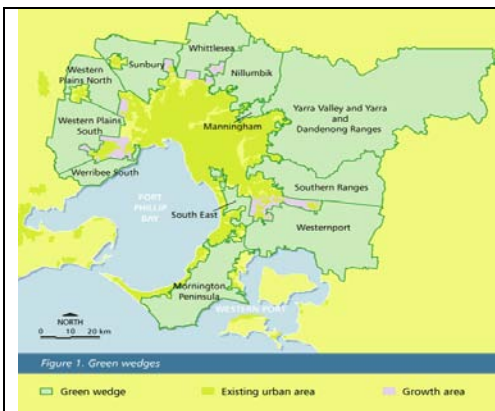 Whittlesea
Sunbury
Nillumbik
Western
Plains North
Yarra Valley and Yarra
and
Dandenong Ranges
Western Plains
South
Manningham
Werribee South
Southern Ranges
PORT
PHILLIP
BAY
South East
Westernport
Mornington
Peninsula
WESTERN PORT
NORTH
0 10 20 km
Figure 1. Green wedges
Green wedge
Existing urban area
Growth area